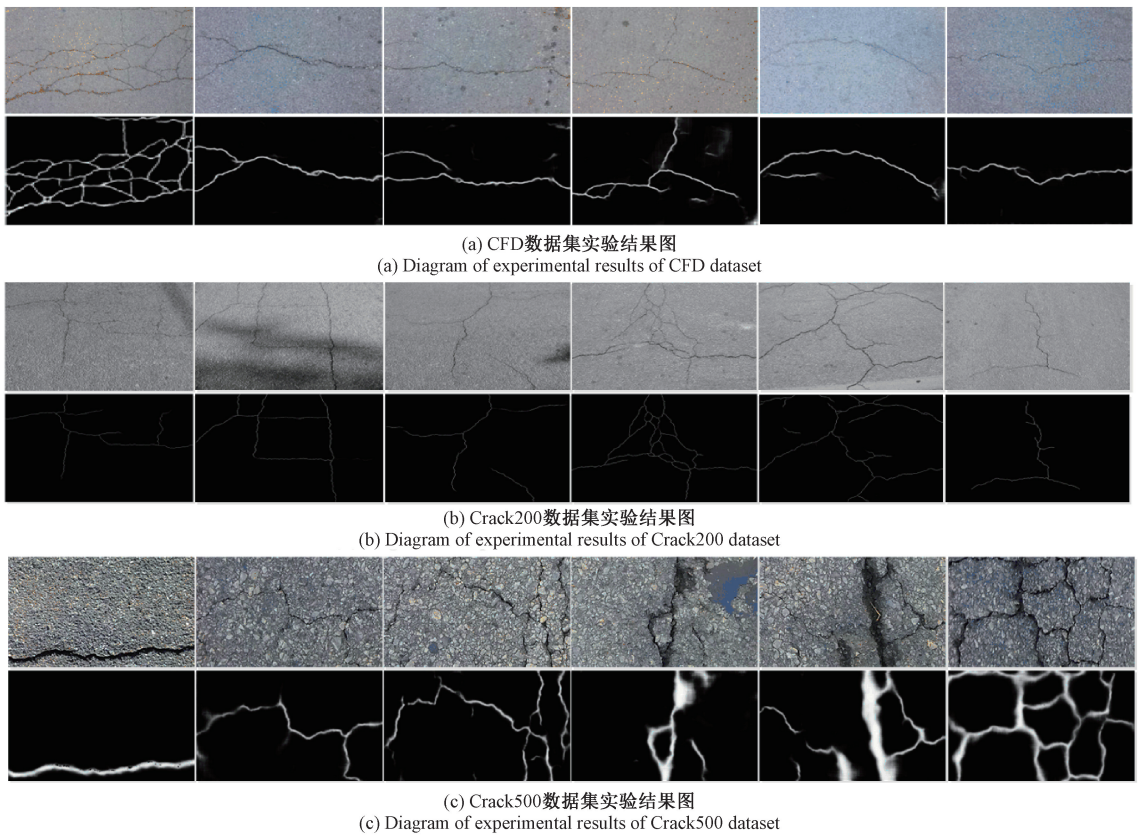 (a) CFD数据集实验结果图
(a) Diagram of experimental results of CFD dataset
(b) Crack200数据集实验结果图
(b) Diagram of experimental results of Crack200 dataset
(c) Crack500数据集实验结果图
(c) Diagram of experimental results of Crack500 dataset